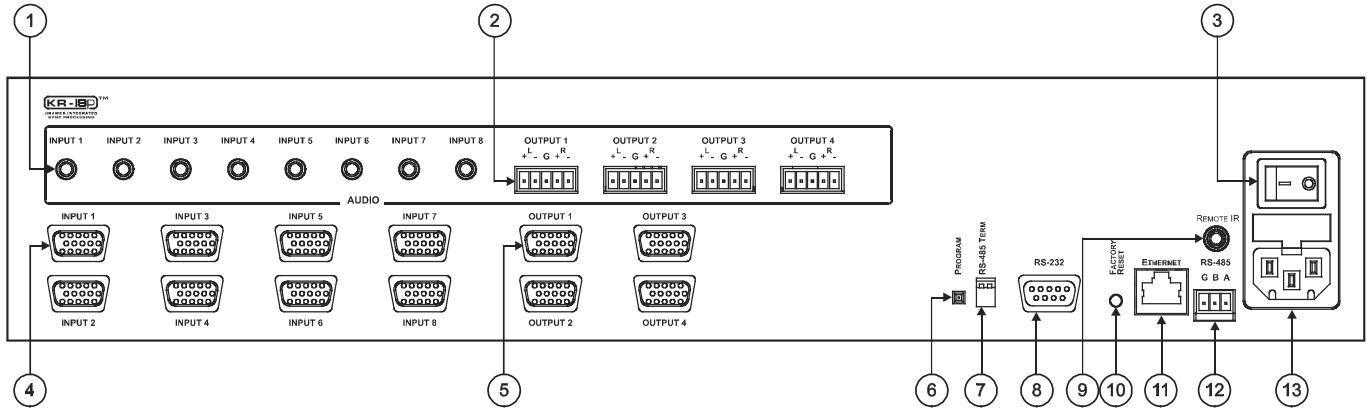 1 2 3
KR-ISP™
KRAMER INTEGRATED
SYNC PROCESSING
INPUT 1 INPUT 2 INPUT 3 INPUT 4 INPUT 5 INPUT 6 INPUT 7 INPUT 8 OUTPUT 1 OUTPUT 2 OUTPUT 3 OUTPUT 4
L R L R L R L R
+ - G + - + - G + - + - G + - + - G + -
AUDIO
INPUT 1 INPUT 3 INPUT 5 INPUT 7 OUTPUT 1 OUTPUT 3
INPUT 2 INPUT 4 INPUT 6 INPUT 8 OUTPUT 2 OUTPUT 4
PROGRAM
RS-485 TERM
RS-232
FACTORY
RESET
ETHERNET
REMOTE IR
RS-485
G B A
4 5 6 7 8 9 10 11 12 13